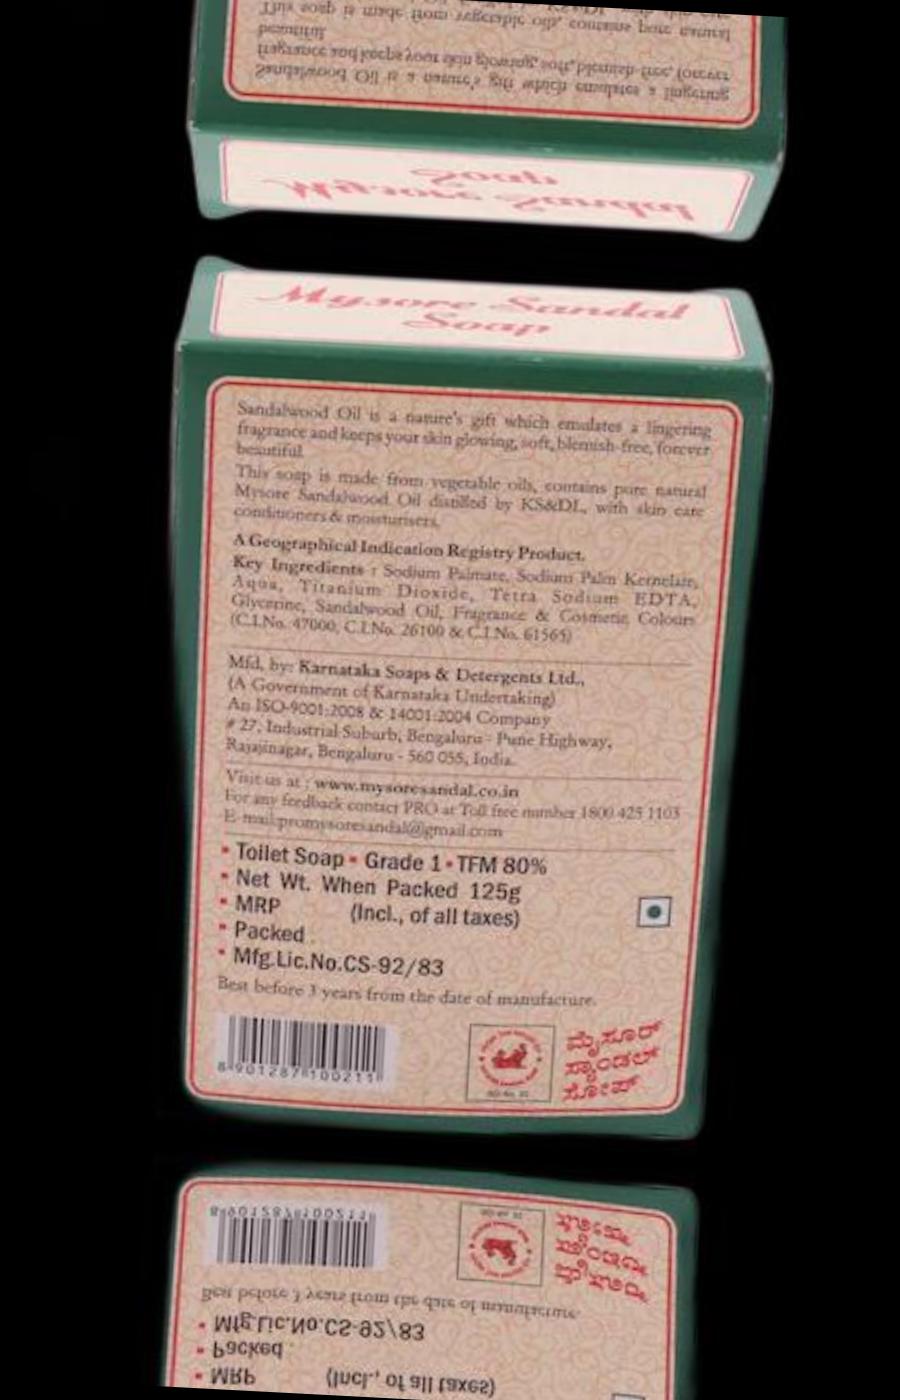 Mysore Sandal
Soap
Sandalwood Oil is a nature's gift which emulates a lingering
fragrance and keeps your skin glowing, soft, blemish-free, forever
beautiful.
This soap is made from vegetable oils, contains pure natural
Mysore Sandalwood Oil distilled by KS&DL, with skin care
conditioners & moisturisers.
A Geographical Indication Registry Product.
Key Ingredients : Sodium Palmate, Sodium Palm Kernelate,
Aqua, Titanium Dioxide, Tetra Sodium EDTA,
Glycerine, Sandalwood Oil, Fragrance & Cosmetic Colours
(C.I.No. 47000, C.I.No. 26100 & C.I.No. 61565)
Mfd. by: Karnataka Soaps & Detergents Ltd.,
(A Government of Karnataka Undertaking)
An ISO-9001:2008 & 14001:2004 Company
# 27, Industrial Suburb, Bengaluru - Pune Highway,
Rajajinagar, Bengaluru - 560 055, India.
Visit us at : www.mysoresandal.co.in
For any feedback contact PRO at Toll free number 1800 425 1103
E-mail:promysoresandal@gmail.com
• Toilet Soap • Grade 1 • TFM 80%
• Net Wt. When Packed 125g
• MRP (Incl., of all taxes)
• Packed
• Mfg.Lic.No.CS-92/83
Best before 3 years from the date of manufacture.
8 901287 100211
ಮೈಸೂರ್
ಸ್ಯಾಂಡಲ್
ಸೋಪ್